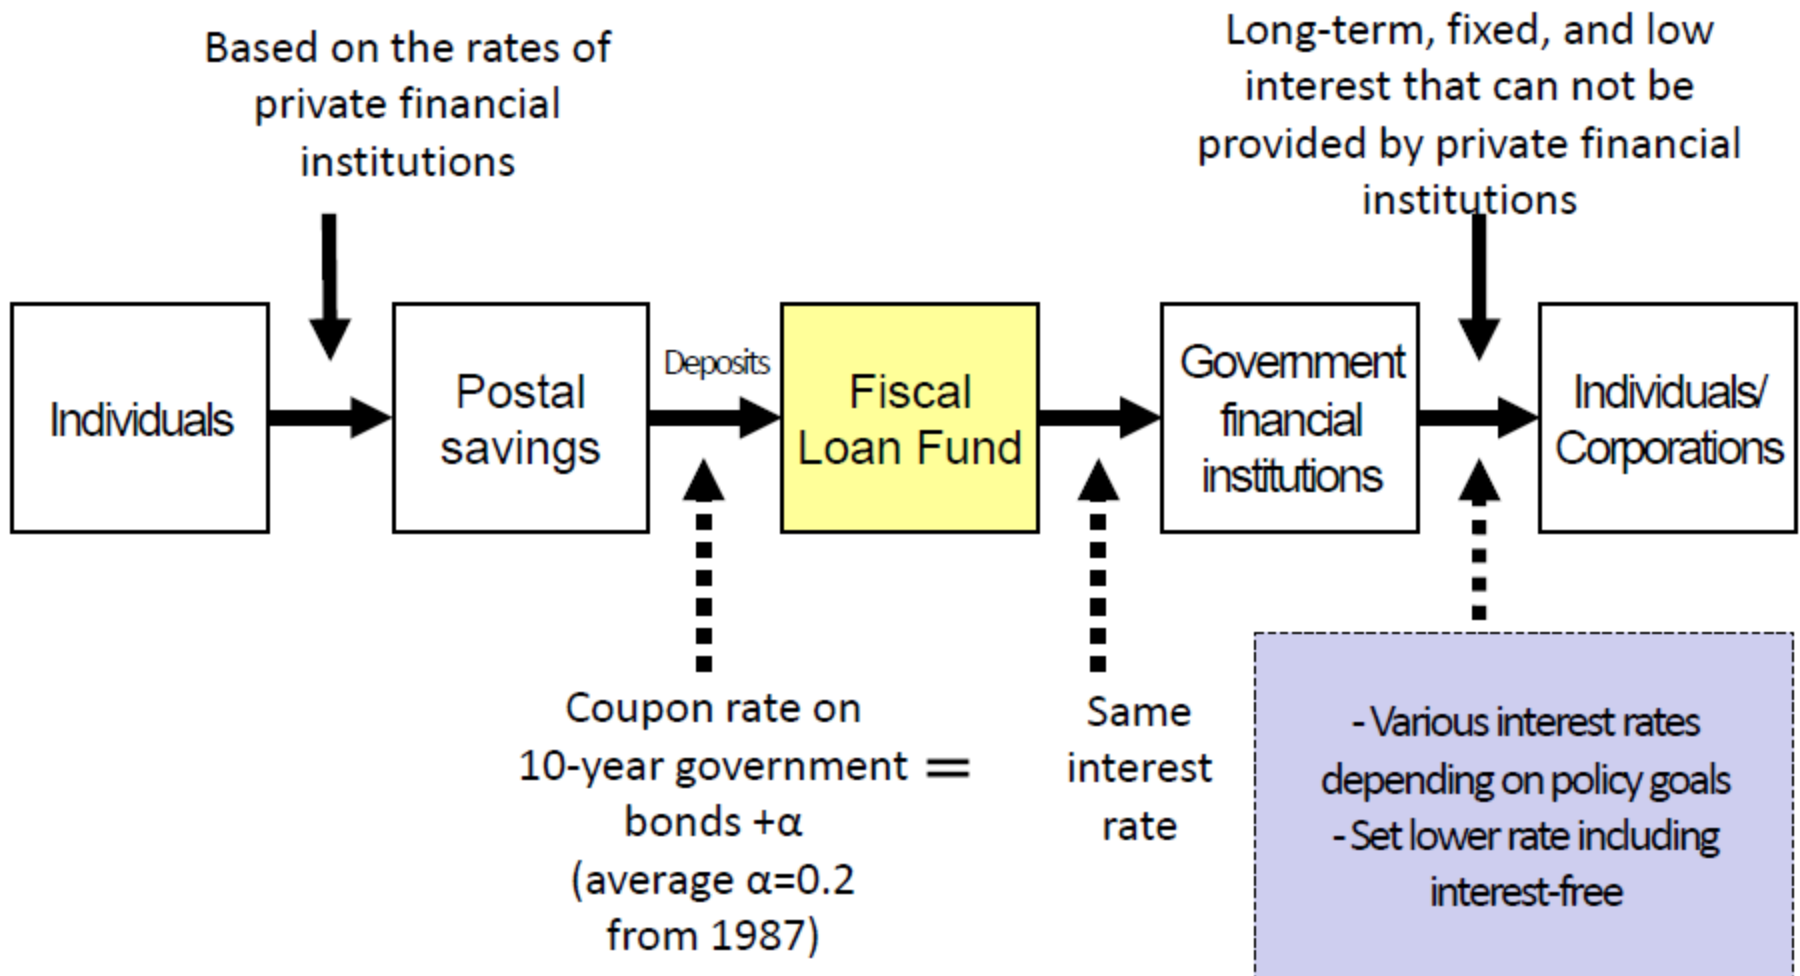 Based on the rates of
private financial
institutions
Long-term, fixed, and low
interest that can not be
provided by private financial
institutions
Individuals
Postal
savings
Deposits
Fiscal
Loan Fund
Government
financial
institutions
Individuals/
Corporations
Coupon rate on
10-year government =
bonds +α
(average α=0.2
from 1987)
Same
interest
rate
- Various interest rates
depending on policy goals
- Set lower rate including
interest-free